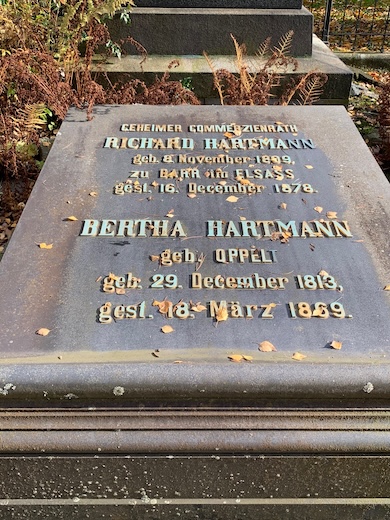 GEHEIMER COMMERZIENRATH
RICHARD HARTMANN
geb. 8 November 1809,
zu BARR im ELSASS,
gest. 16. December 1878.
BERTHA HARTMANN
geb. OPPELT
geb. 29. December 1813,
gest. 18. März 1869.